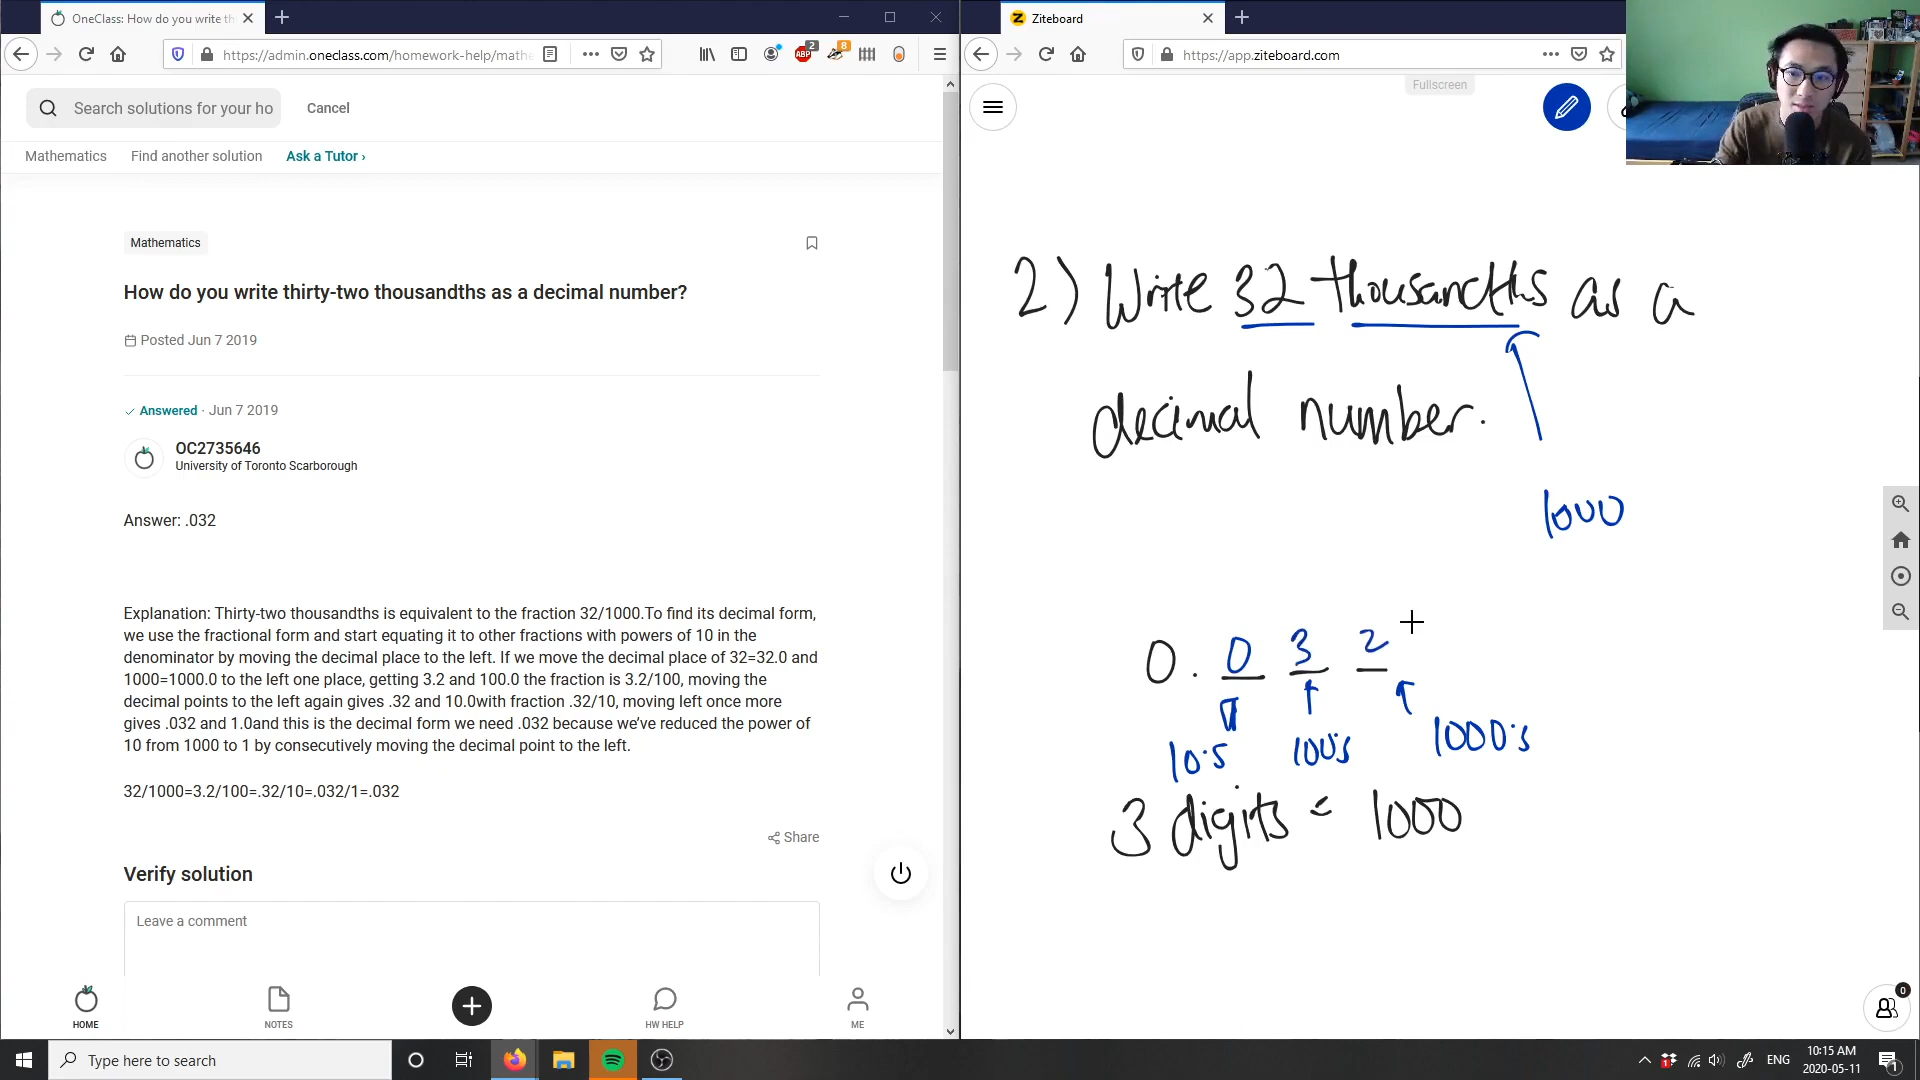 OneClass: How do you write th
Ziteboard
https://admin.oneclass.com/homework-help/mathe
ABP
2
8
https://app.ziteboard.com
Fullscreen
Search solutions for your ho
Cancel
Mathematics
Find another solution
Ask a Tutor ›
Mathematics
How do you write thirty-two thousandths as a decimal number?
Posted Jun 7 2019
Answered · Jun 7 2019
OC2735646
University of Toronto Scarborough
Answer: .032
Explanation: Thirty-two thousandths is equivalent to the fraction 32/1000.To find its decimal form,
we use the fractional form and start equating it to other fractions with powers of 10 in the
denominator by moving the decimal place to the left. If we move the decimal place of 32=32.0 and
1000=1000.0 to the left one place, getting 3.2 and 100.0 the fraction is 3.2/100, moving the
decimal points to the left again gives .32 and 10.0with fraction .32/10, moving left once more
gives .032 and 1.0and this is the decimal form we need .032 because we've reduced the power of
10 from 1000 to 1 by consecutively moving the decimal point to the left.
32/1000=3.2/100=.32/10=.032/1=.032
Share
Verify solution
Leave a comment
HOME
NOTES
HW HELP
ME
2) Write 32 thousandths as a
decimal number.
1000
0. 0 3 2
10's 100's 1000's
3 digits = 1000
0
Type here to search
ENG
10:15 AM
2020-05-11
1